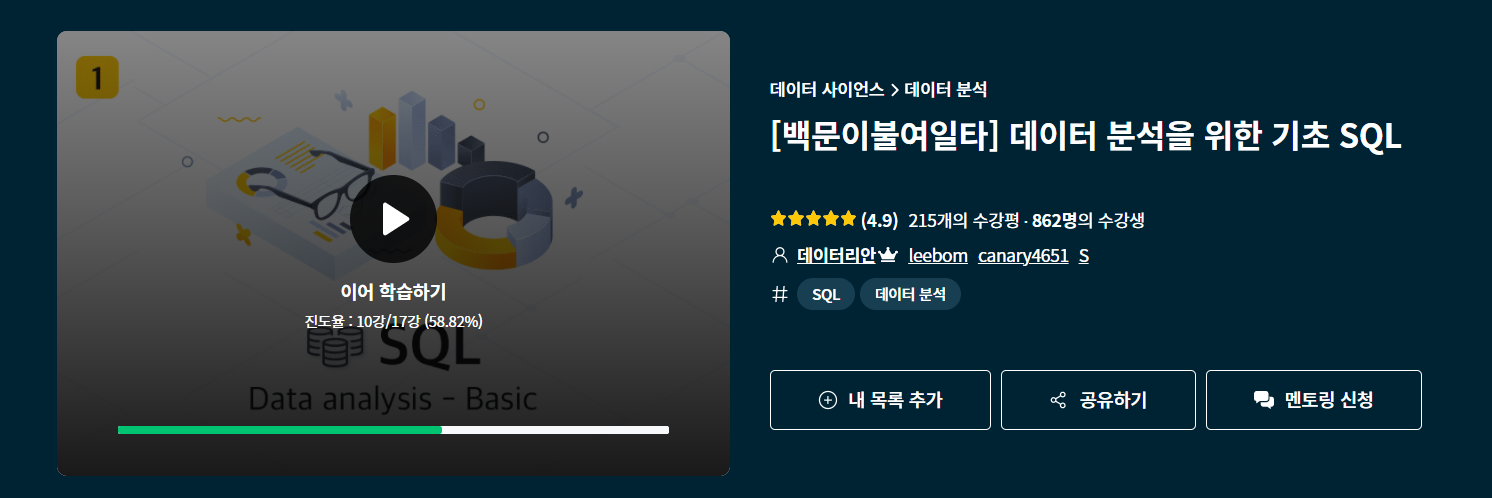 1
이어 학습하기
진도율 : 10강/17강 (58.82%)
SQL
Data analysis - Basic
데이터 사이언스 > 데이터 분석
[백문이불여일타] 데이터 분석을 위한 기초 SQL
(4.9) 215개의 수강평 · 862명의 수강생
데이터리안 leebom canary4651 S
# SQL 데이터 분석
내 목록 추가 공유하기 멘토링 신청